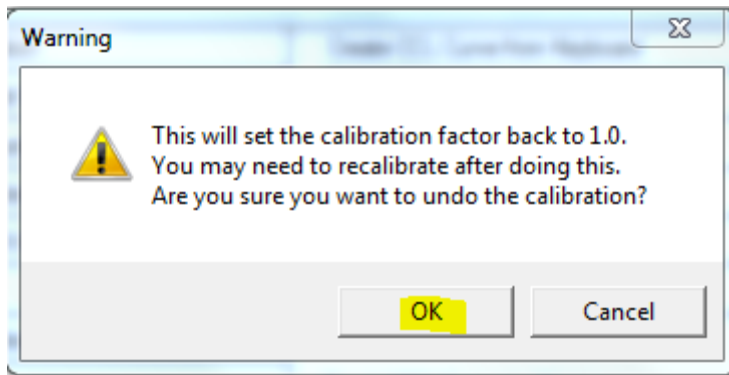 Warning
This will set the calibration factor back to 1.0.
You may need to recalibrate after doing this.
Are you sure you want to undo the calibration?
OK
Cancel